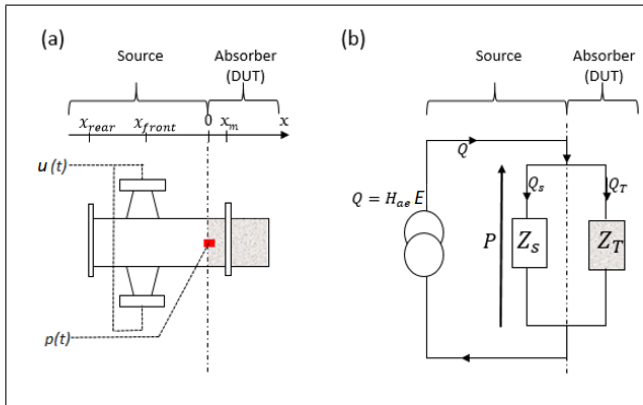 (a)
Source
Absorber
(DUT)
x_rear x_front 0 x_m x
u(t)
p(t)
(b)
Source
Absorber
(DUT)
Q
Q = H_ae E
P
Q_s
Q_T
Z_s
Z_T